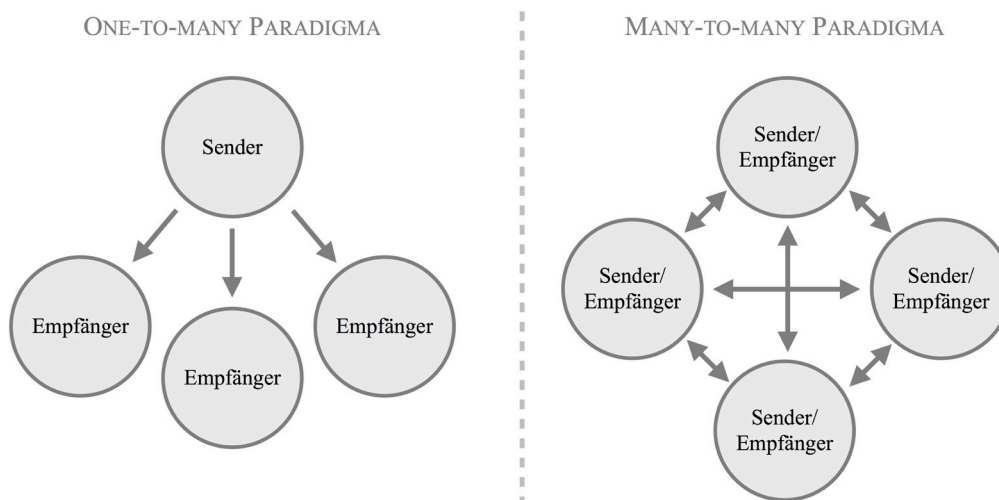 ONE-TO-MANY PARADIGMA
Sender
Empfänger
Empfänger
Empfänger
MANY-TO-MANY PARADIGMA
Sender/
Empfänger
Sender/
Empfänger
Sender/
Empfänger
Sender/
Empfänger